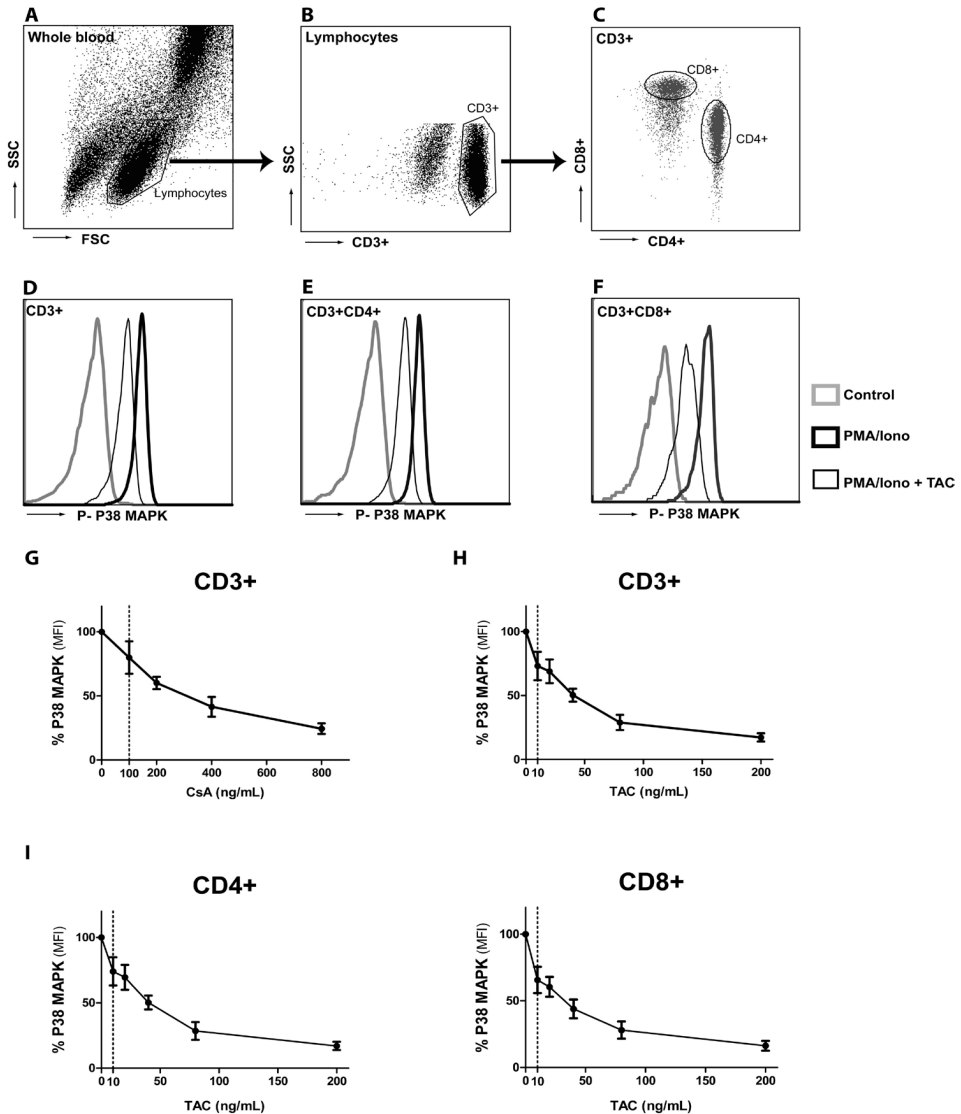 A
Whole blood
SSC
FSC
Lymphocytes
B
Lymphocytes
SSC
CD3+
CD3+
C
CD3+
CD8+
CD4+
CD8+
CD4+
D
CD3+
P- P38 MAPK
E
CD3+CD4+
P- P38 MAPK
F
CD3+CD8+
P- P38 MAPK
Control
PMA/Iono
PMA/Iono + TAC
G
CD3+
% P38 MAPK (MFI)
100
50
0
0 100 200 400 600 800
CsA (ng/mL)
H
CD3+
% P38 MAPK (MFI)
100
50
0
0 10 50 100 150 200
TAC (ng/mL)
I
CD4+
% P38 MAPK (MFI)
100
50
0
0 10 50 100 150 200
TAC (ng/mL)
CD8+
% P38 MAPK (MFI)
100
50
0
0 10 50 100 150 200
TAC (ng/mL)